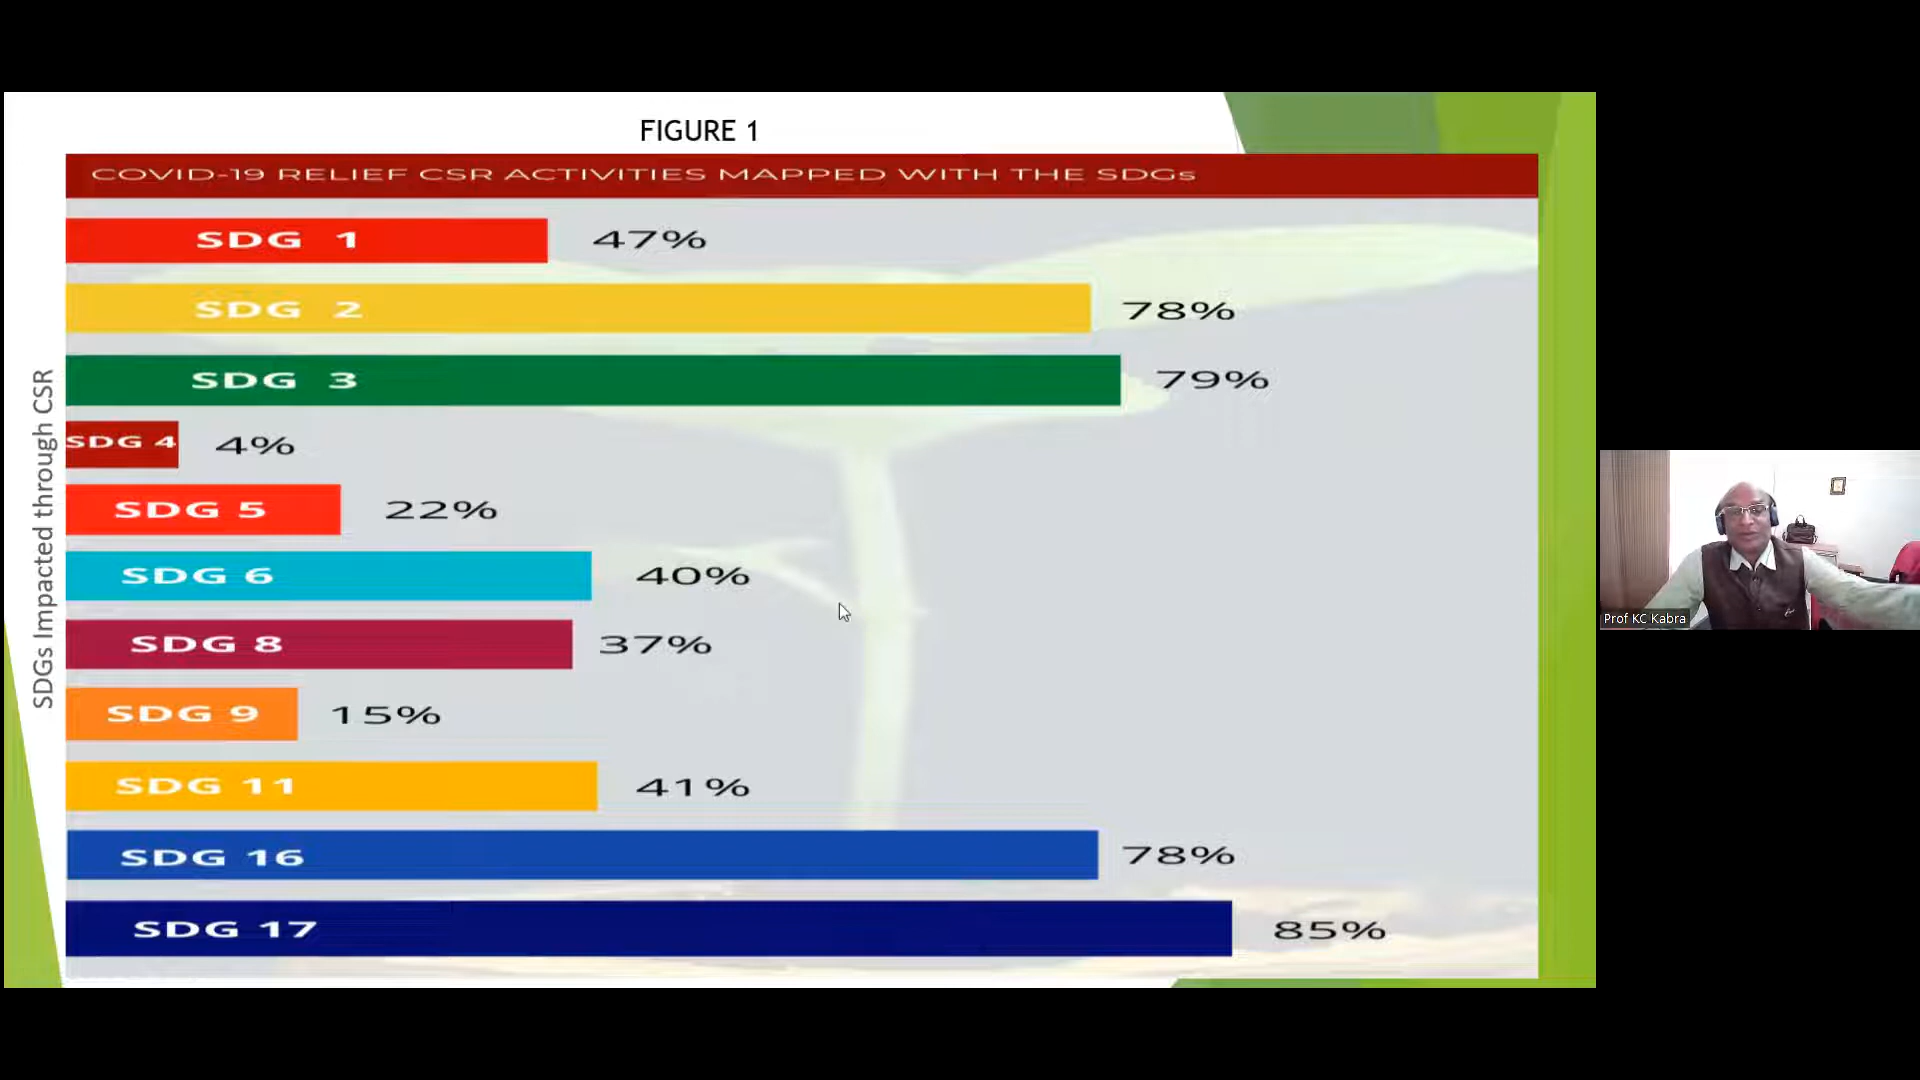 FIGURE 1
COVID-19 RELIEF CSR ACTIVITIES MAPPED WITH THE SDGs
SDGs Impacted through CSR
SDG 1 47%
SDG 2 78%
SDG 3 79%
SDG 4 4%
SDG 5 22%
SDG 6 40%
SDG 8 37%
SDG 9 15%
SDG 11 41%
SDG 16 78%
SDG 17 85%
Prof KC Kabra